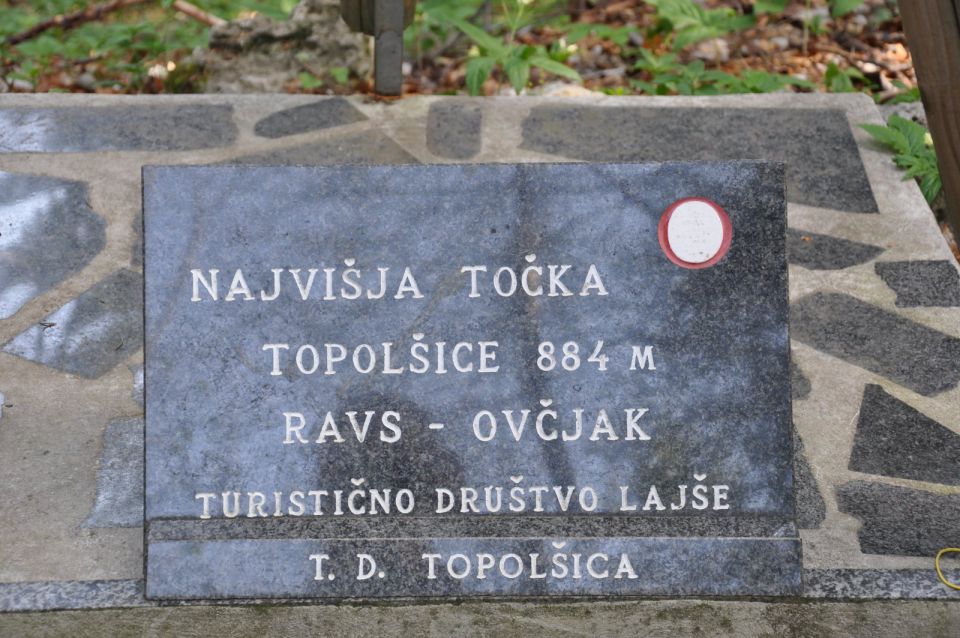 NAJVIŠJA TOČKA
TOPOLŠICE 884 M
RAVS - OVČJAK
TURISTIČNO DRUŠTVO LAJŠE
T. D. TOPOLŠICA